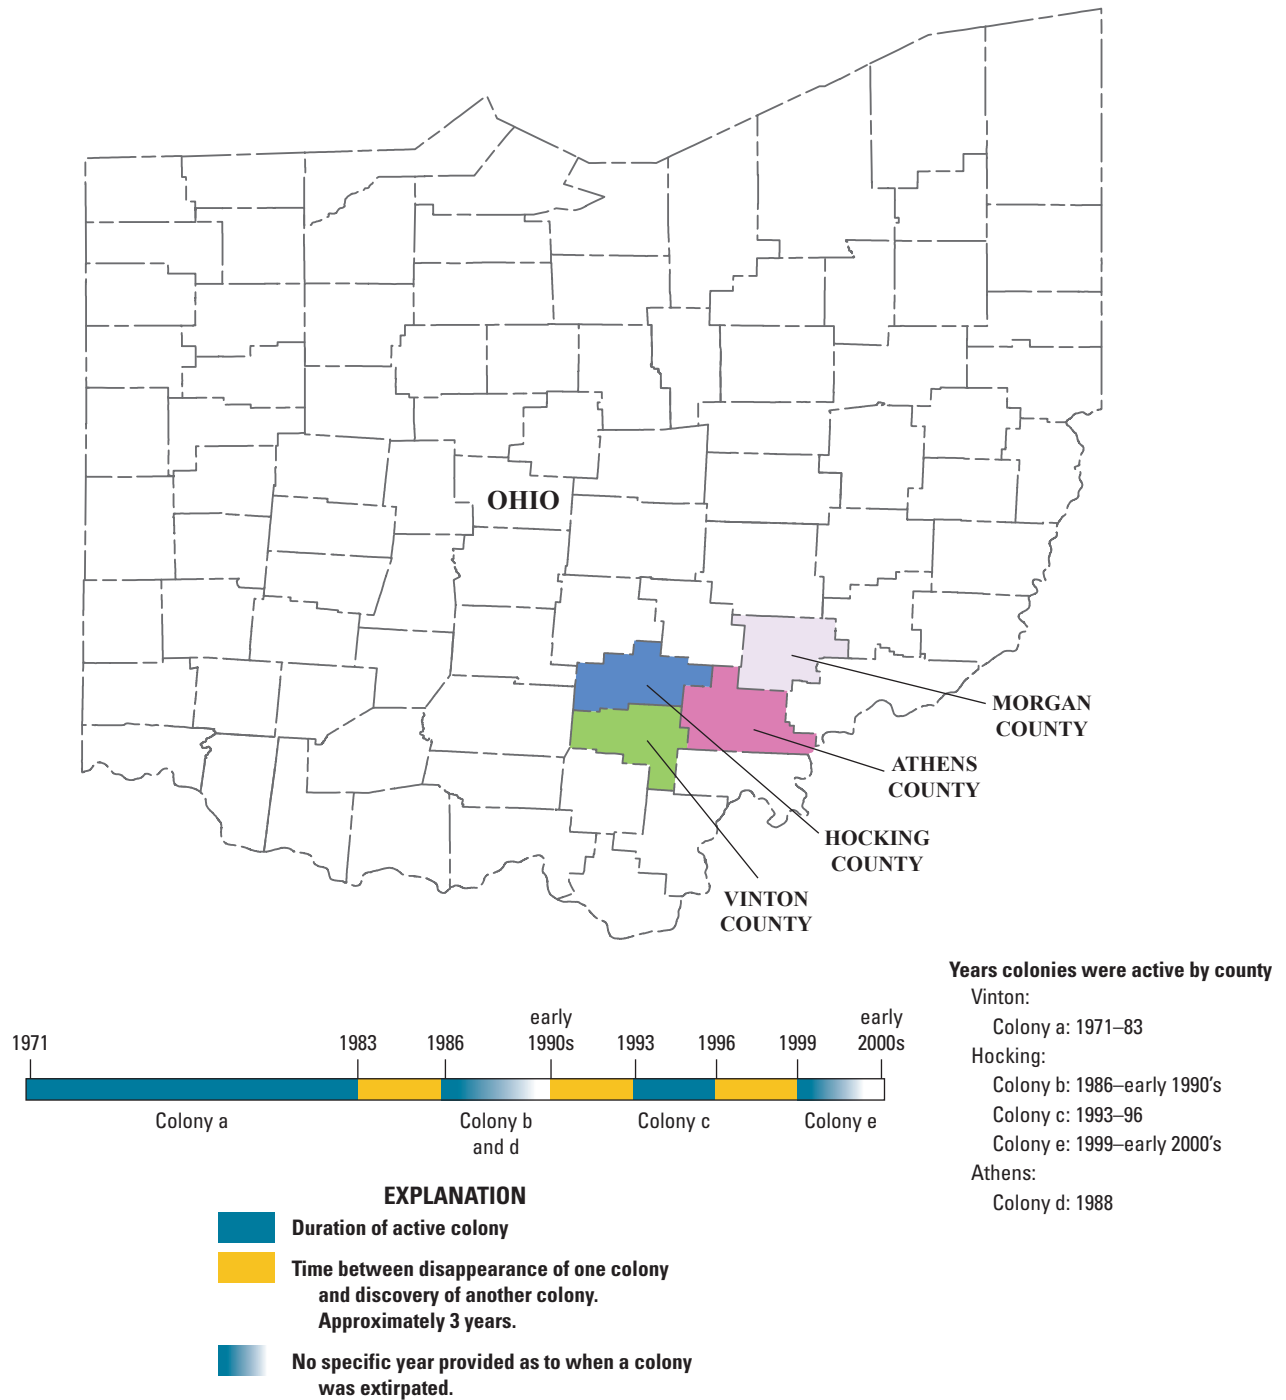 OHIO
MORGAN
COUNTY
ATHENS
COUNTY
HOCKING
COUNTY
VINTON
COUNTY
1971
1983
1986
early
1990s
1993
1996
1999
early
2000s
Colony a
Colony b
and d
Colony c
Colony e
Years colonies were active by county
Vinton:
Colony a: 1971–83
Hocking:
Colony b: 1986–early 1990's
Colony c: 1993–96
Colony e: 1999–early 2000's
Athens:
Colony d: 1988
EXPLANATION
Duration of active colony
Time between disappearance of one colony
and discovery of another colony.
Approximately 3 years.
No specific year provided as to when a colony
was extirpated.